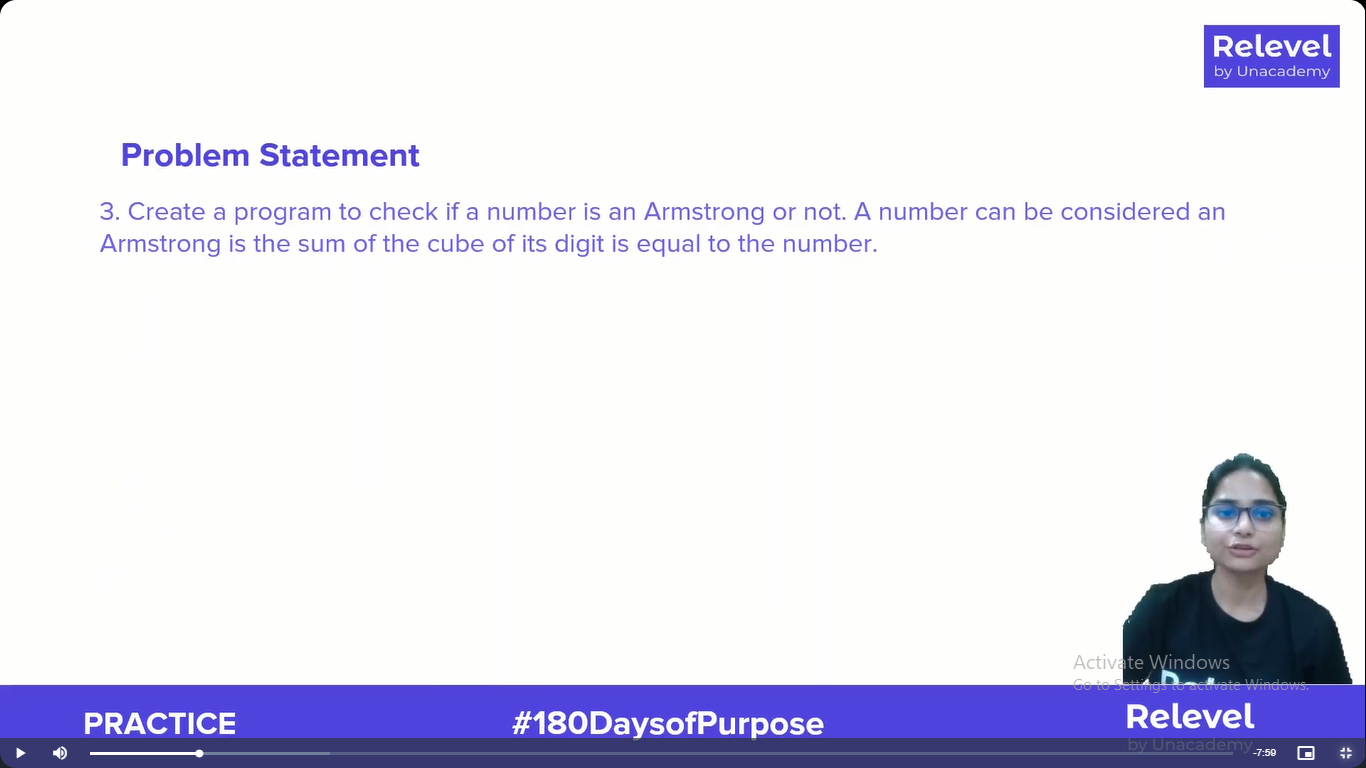 Relevel
by Unacademy
Problem Statement
3. Create a program to check if a number is an Armstrong or not. A number can be considered an
Armstrong is the sum of the cube of its digit is equal to the number.
Activate Windows
Go to Settings to activate Windows.
PRACTICE
#180DaysofPurpose
Relevel
by Unacademy
-7:59